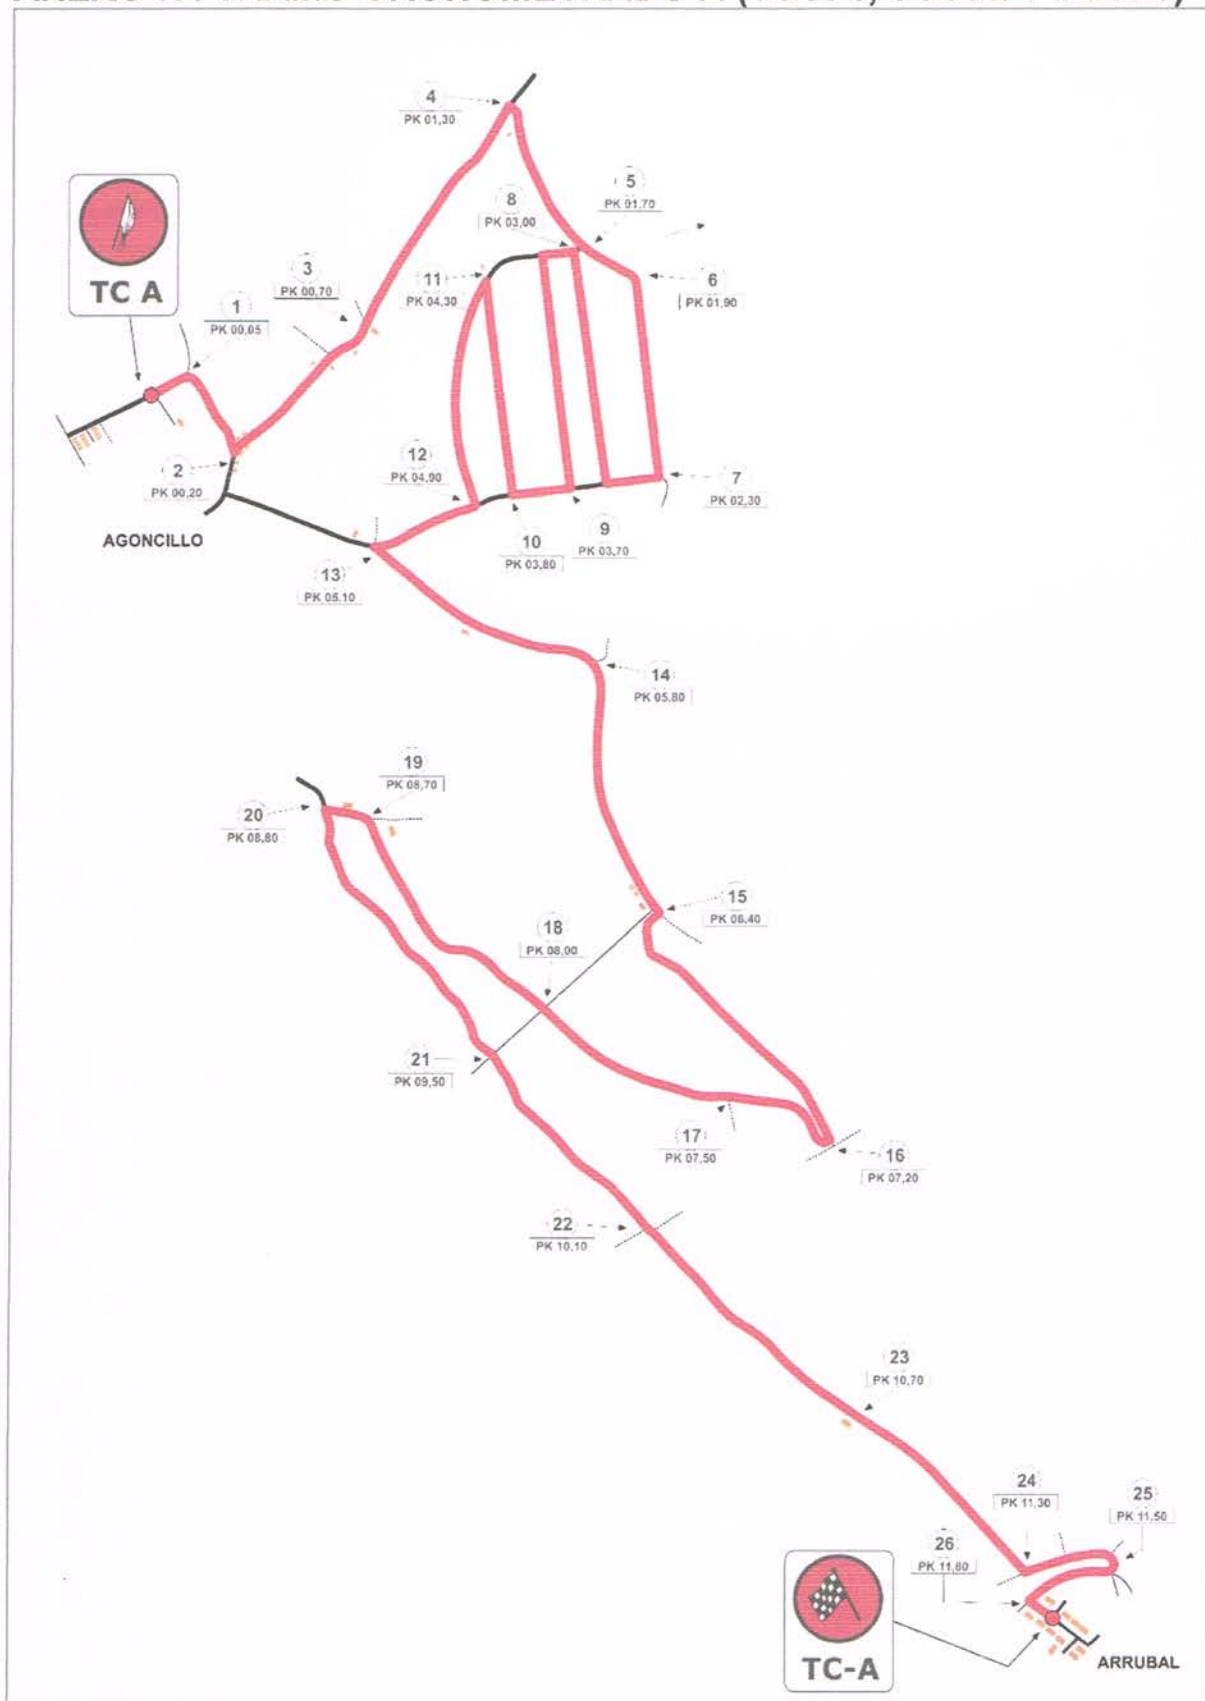 4
PK 01,30
TC A
5
PK 01,70
8
PK 03,00
3
PK 00,70
11
PK 04,30
6
PK 01,90
1
PK 00,05
12
PK 04,90
2
PK 00,20
7
PK 02,30
AGONCILLO
10
PK 03,80
9
PK 03,70
13
PK 05,10
14
PK 05,80
19
PK 08,70
20
PK 08,80
15
PK 06,40
18
PK 08,00
21
PK 09,50
17
PK 07,50
16
PK 07,20
22
PK 10,10
23
PK 10,70
24
PK 11,30
25
PK 11,50
26
PK 11,80
TC-A
ARRUBAL